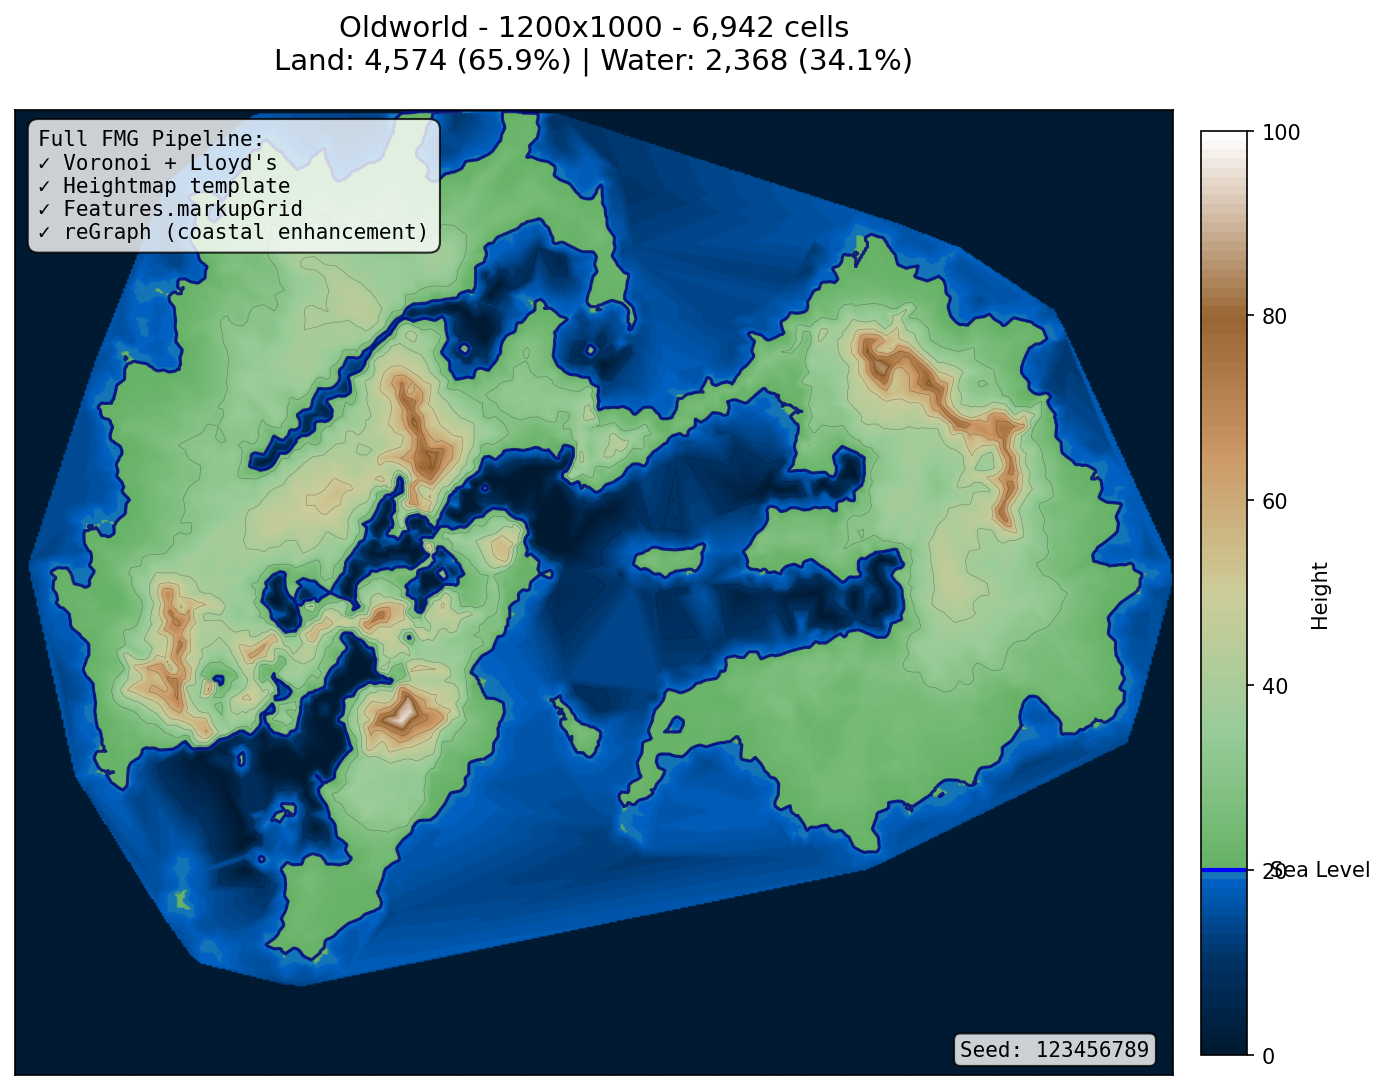 Oldworld - 1200x1000 - 6,942 cells
Land: 4,574 (65.9%) | Water: 2,368 (34.1%)
Full FMG Pipeline:
✓ Voronoi + Lloyd's
✓ Heightmap template
✓ Features.markupGrid
✓ reGraph (coastal enhancement)
100
80
60
40
20
Sea Level
0
Height
Seed: 123456789